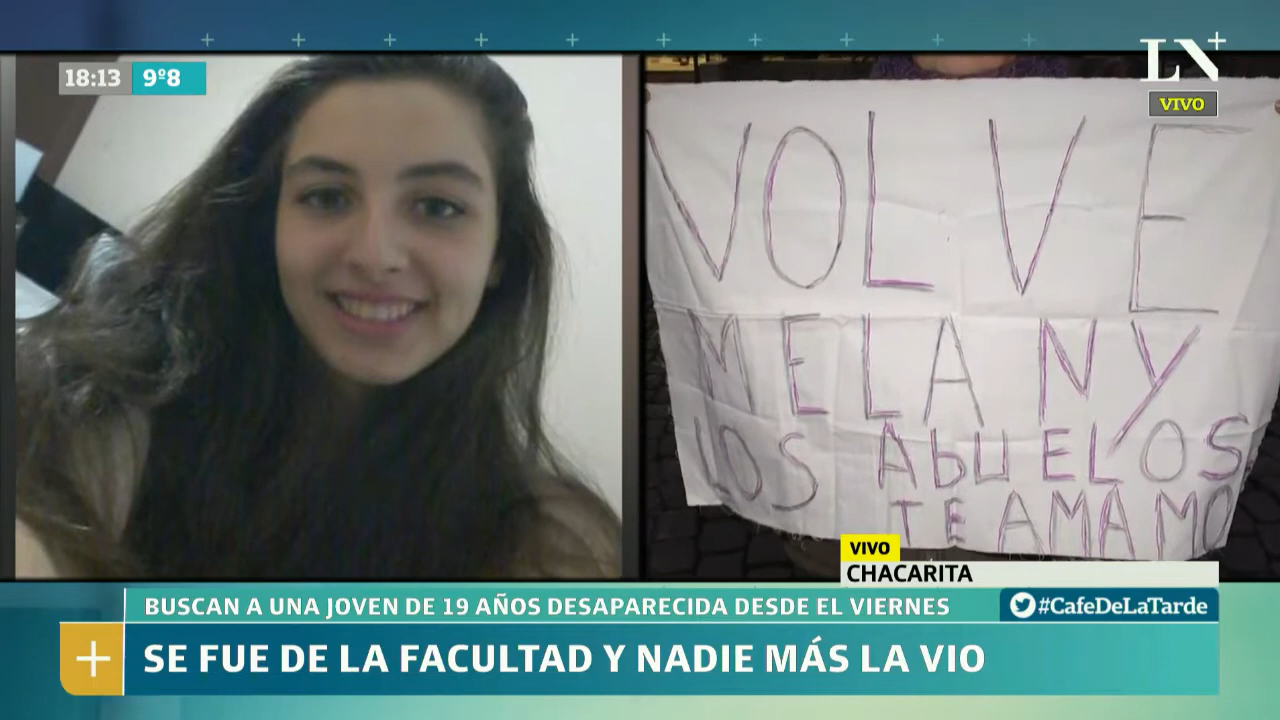 18:13 9º8
LN+
VIVO
VOLVE
MELANY
LOS AbUELOS
TE AMAMO
VIVO
CHACARITA
BUSCAN A UNA JOVEN DE 19 AÑOS DESAPARECIDA DESDE EL VIERNES
#CafeDeLaTarde
SE FUE DE LA FACULTAD Y NADIE MÁS LA VIO